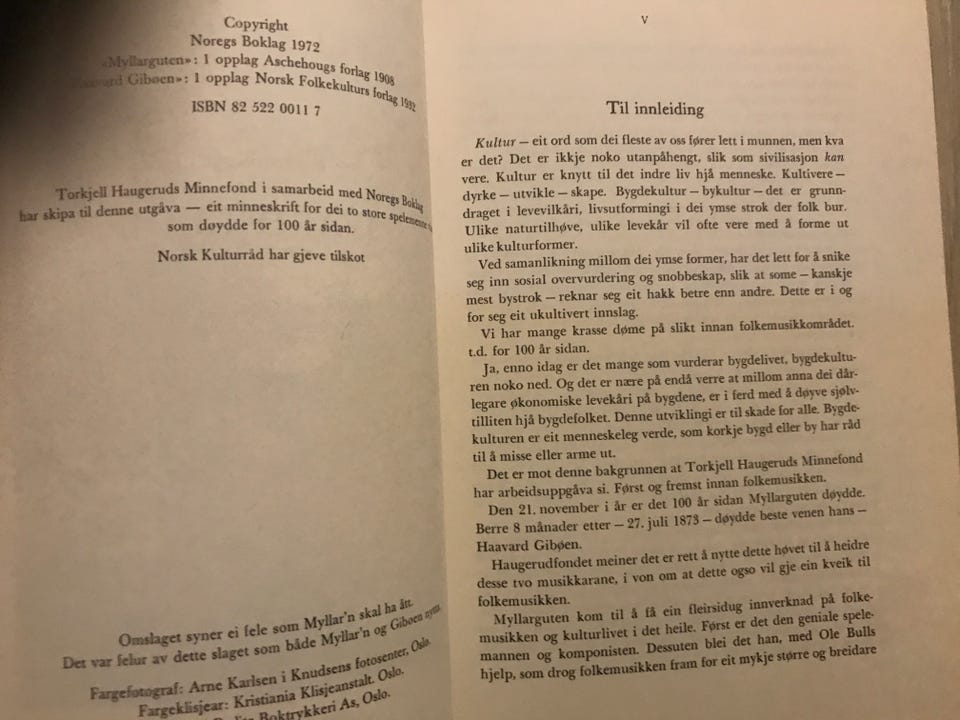 Copyright
Noregs Boklag 1972
«Myllarguten»: 1 opplag Aschehougs forlag 1908
Haavard Gibøen»: 1 opplag Norsk Folkekulturs forlag 1932
ISBN 82 522 0011 7
Torkjell Haugeruds Minnefond i samarbeid med Noregs Boklag
har skipa til denne utgåva — eit minneskrift for dei to store spelemenne
som døydde for 100 år sidan.
Norsk Kulturråd har gjeve tilskot
Omslaget syner ei fele som Myllar'n skal ha ått.
Det var felur av dette slaget som både Myllar'n og Gibøen nytta.
Fargefotograf: Arne Karlsen i Knudsens fotosenter, Oslo.
Fargeklisjear: Kristiania Klisjeanstalt. Oslo.
Boktrykkeri As, Oslo.
V
Til innleiding
Kultur — eit ord som dei fleste av oss fører lett i munnen, men kva
er det? Det er ikkje noko utanpåhengt, slik som sivilisasjon kan
vere. Kultur er knytt til det indre liv hjå menneske. Kultivere —
dyrke — utvikle — skape. Bygdekultur — bykultur — det er grunn-
draget i levevilkåri, livsutformingi i dei ymse strok der folk bur.
Ulike naturtilhøve, ulike levekår vil ofte vere med å forme ut
ulike kulturformer.
Ved samanlikning millom dei ymse former, har det lett for å snike
seg inn sosial overvurdering og snobbeskap, slik at some — kanskje
mest bystrok — reknar seg eit hakk betre enn andre. Dette er i og
for seg eit ukultivert innslag.
Vi har mange krasse døme på slikt innan folkemusikkområdet.
t.d. for 100 år sidan.
Ja, enno idag er det mange som vurderar bygdelivet, bygdekultu-
ren noko ned. Og det er nære på endå verre at millom anna dei dår-
legare økonomiske levekåri på bygdene, er i ferd med å døyve sjølv-
tilliten hjå bygdefolket. Denne utviklingi er til skade for alle. Bygde-
kulturen er eit menneskeleg verde, som korkje bygd eller by har råd
til å misse eller arme ut.
Det er mot denne bakgrunnen at Torkjell Haugeruds Minnefond
har arbeidsuppgåva si. Først og fremst innan folkemusikken.
Den 21. november i år er det 100 år sidan Myllarguten døydde.
Berre 8 månader etter — 27. juli 1873 — døydde beste venen hans —
Haavard Gibøen.
Haugerudfondet meiner det er rett å nytte dette høvet til å heidre
desse tvo musikkarane, i von om at dette ogso vil gje ein kveik til
folkemusikken.
Myllarguten kom til å få ein fleirsidug innverknad på folke-
musikken og kulturlivet i det heile. Først er det den geniale spele-
mannen og komponisten. Dessutan blei det han, med Ole Bulls
hjelp, som drog folkemusikken fram for eit mykje større og breidare